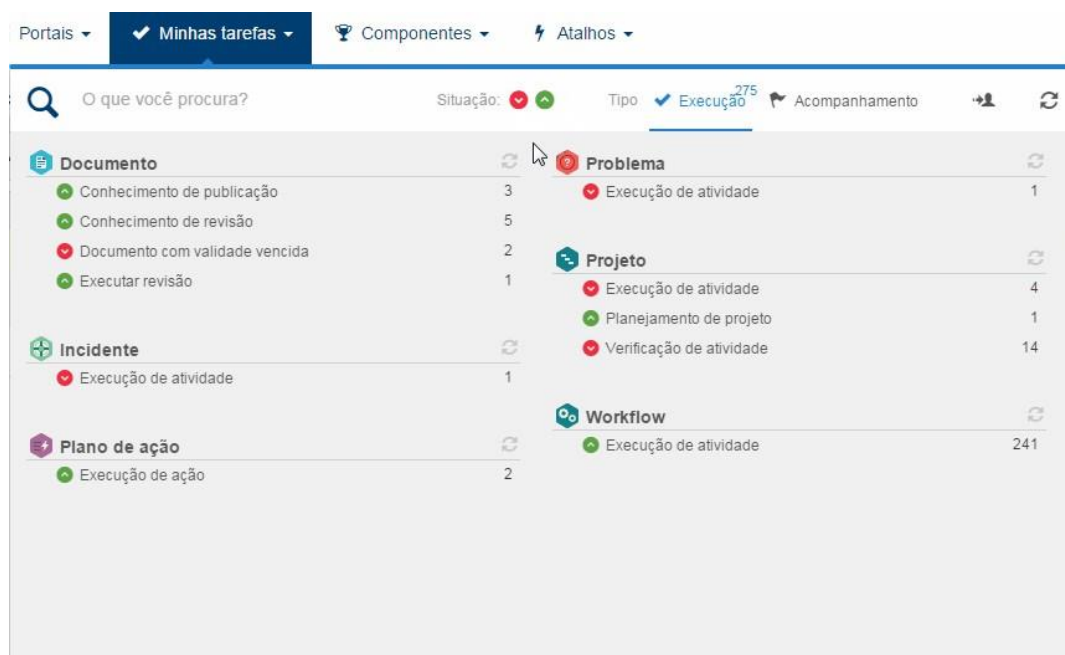 Portais Minhas tarefas Componentes Atalhos
O que você procura? Situação: Tipo Execução 275 Acompanhamento
Documento
Conhecimento de publicação 3
Conhecimento de revisão 5
Documento com validade vencida 2
Executar revisão 1
Incidente
Execução de atividade 1
Plano de ação
Execução de ação 2
Problema
Execução de atividade 1
Projeto
Execução de atividade 4
Planejamento de projeto 1
Verificação de atividade 14
Workflow
Execução de atividade 241